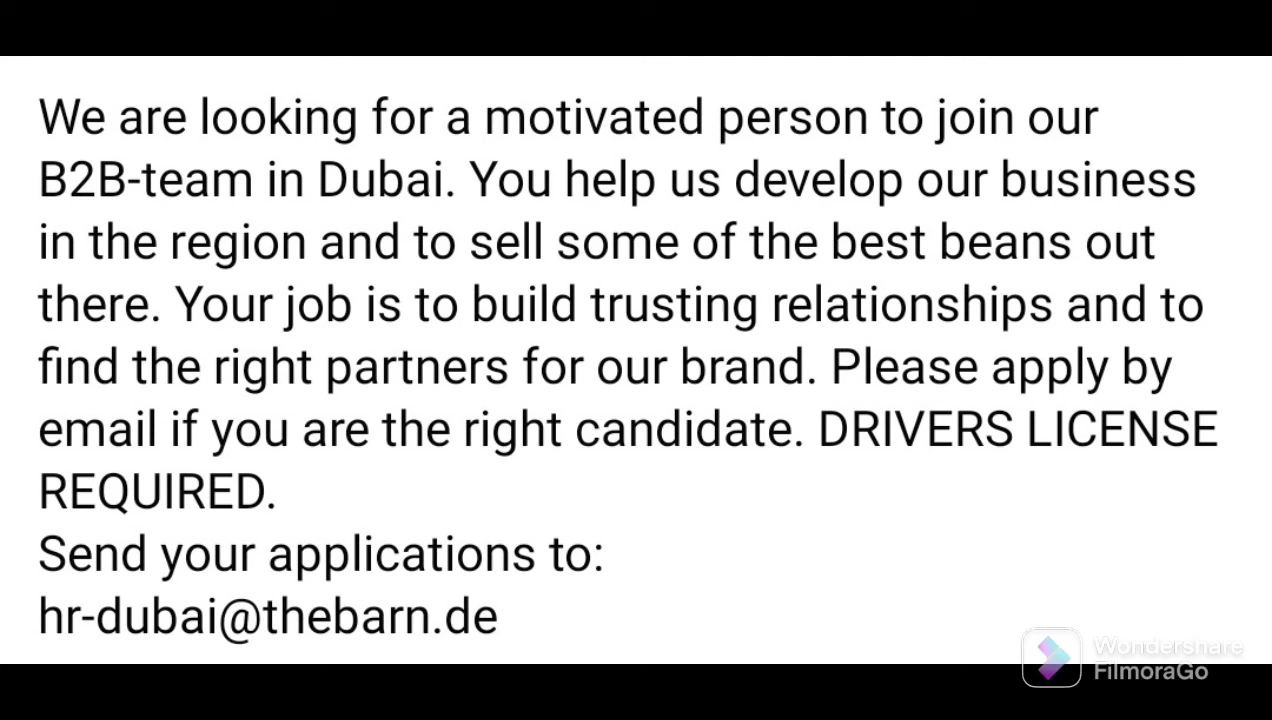 We are looking for a motivated person to join our
B2B-team in Dubai. You help us develop our business
in the region and to sell some of the best beans out
there. Your job is to build trusting relationships and to
find the right partners for our brand. Please apply by
email if you are the right candidate. DRIVERS LICENSE
REQUIRED.
Send your applications to:
hr-dubai@thebarn.de
Wondershare
FilmoraGo